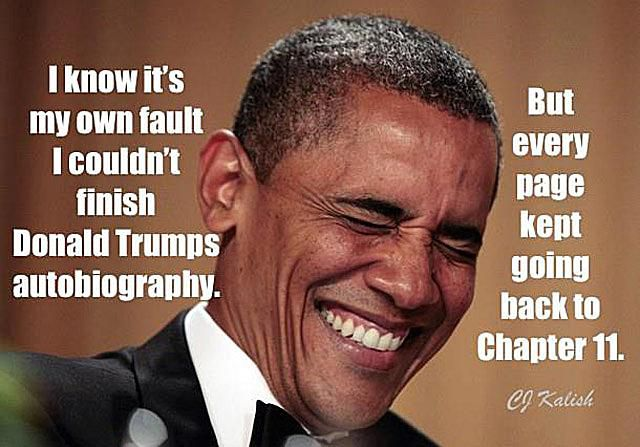 I know it's
my own fault
I couldn't
finish
Donald Trumps
autobiography.
But
every
page
kept
going
back to
Chapter 11.
CJ Kalish